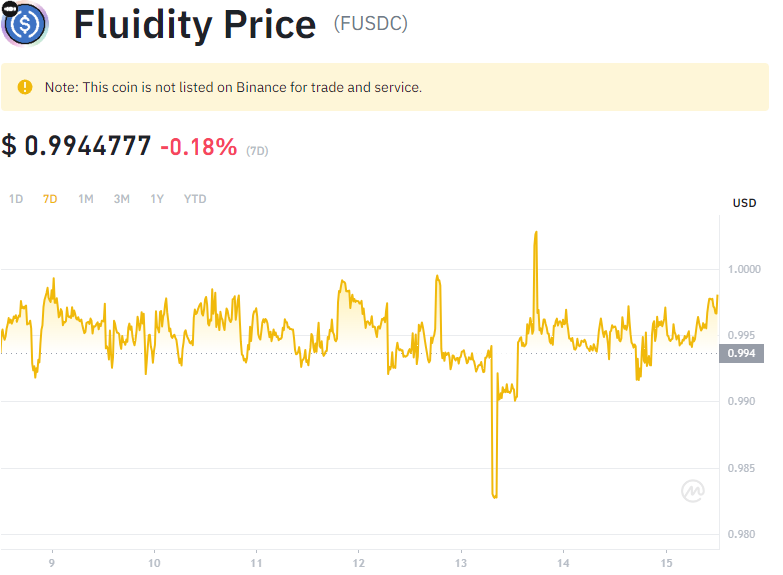 Fluidity Price (FUSDC)
Note: This coin is not listed on Binance for trade and service.
$ 0.9944777 -0.18% (7D)
1D 7D 1M 3M 1Y YTD
USD
1.0000
0.995
0.994
0.990
0.985
0.980
9 10 11 12 13 14 15